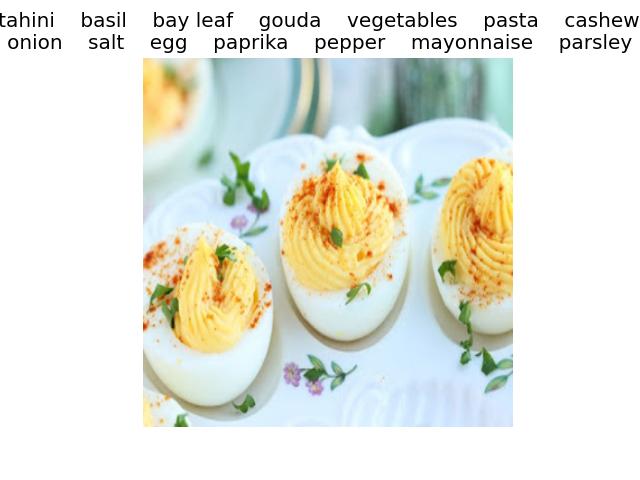 tahini basil bay leaf gouda vegetables pasta cashew
onion salt egg paprika pepper mayonnaise parsley